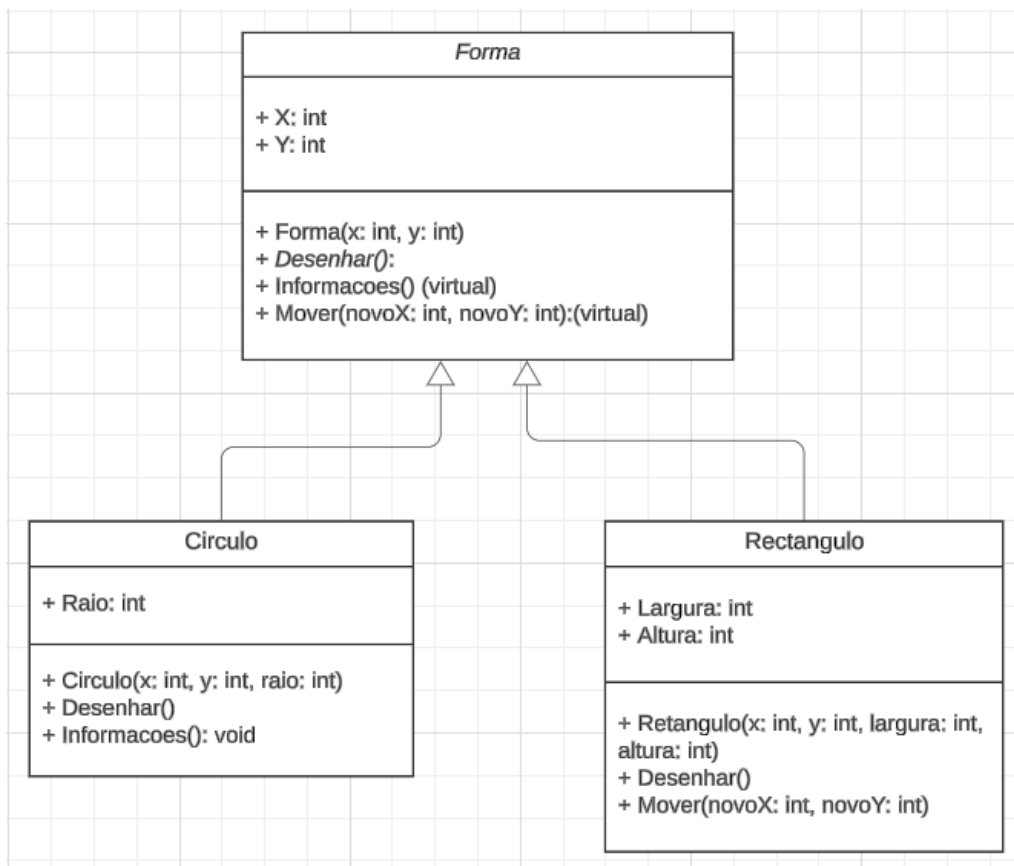 Forma
+ X: int
+ Y: int
+ Forma(x: int, y: int)
+ Desenhar():
+ Informacoes() (virtual)
+ Mover(novoX: int, novoY: int):(virtual)
Circulo
+ Raio: int
+ Circulo(x: int, y: int, raio: int)
+ Desenhar()
+ Informacoes(): void
Rectangulo
+ Largura: int
+ Altura: int
+ Retangulo(x: int, y: int, largura: int,
altura: int)
+ Desenhar()
+ Mover(novoX: int, novoY: int)